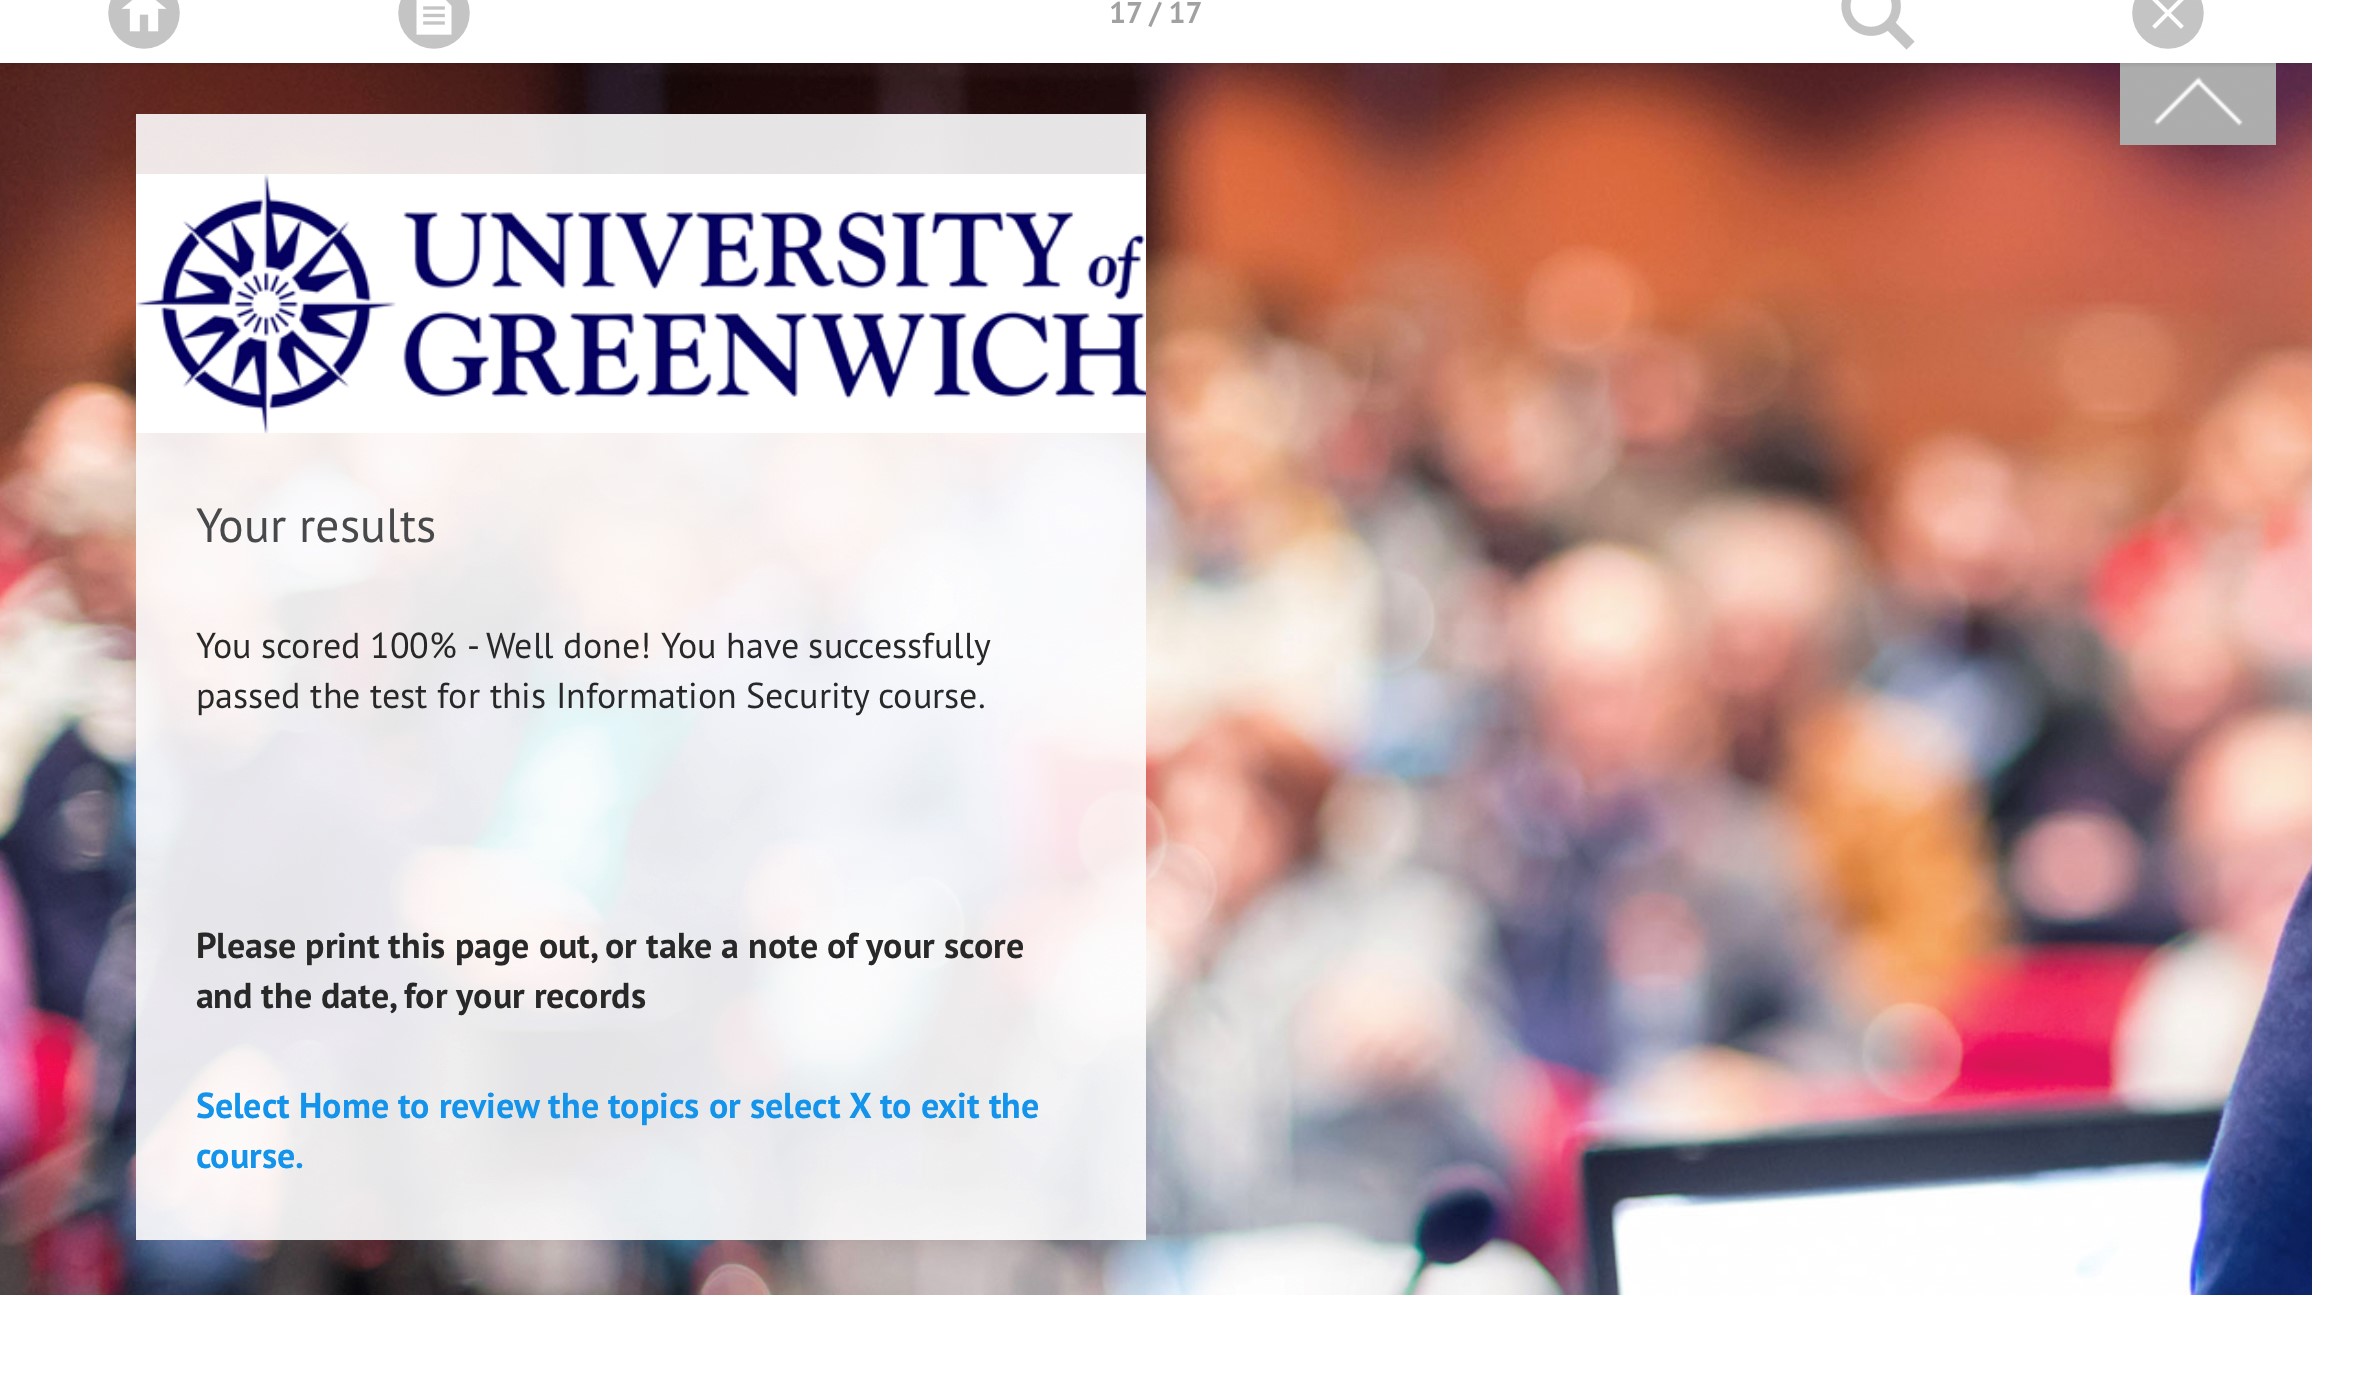 17 / 17
UNIVERSITY of
GREENWICH
Your results
You scored 100% - Well done! You have successfully
passed the test for this Information Security course.
Please print this page out, or take a note of your score
and the date, for your records
Select Home to review the topics or select X to exit the
course.